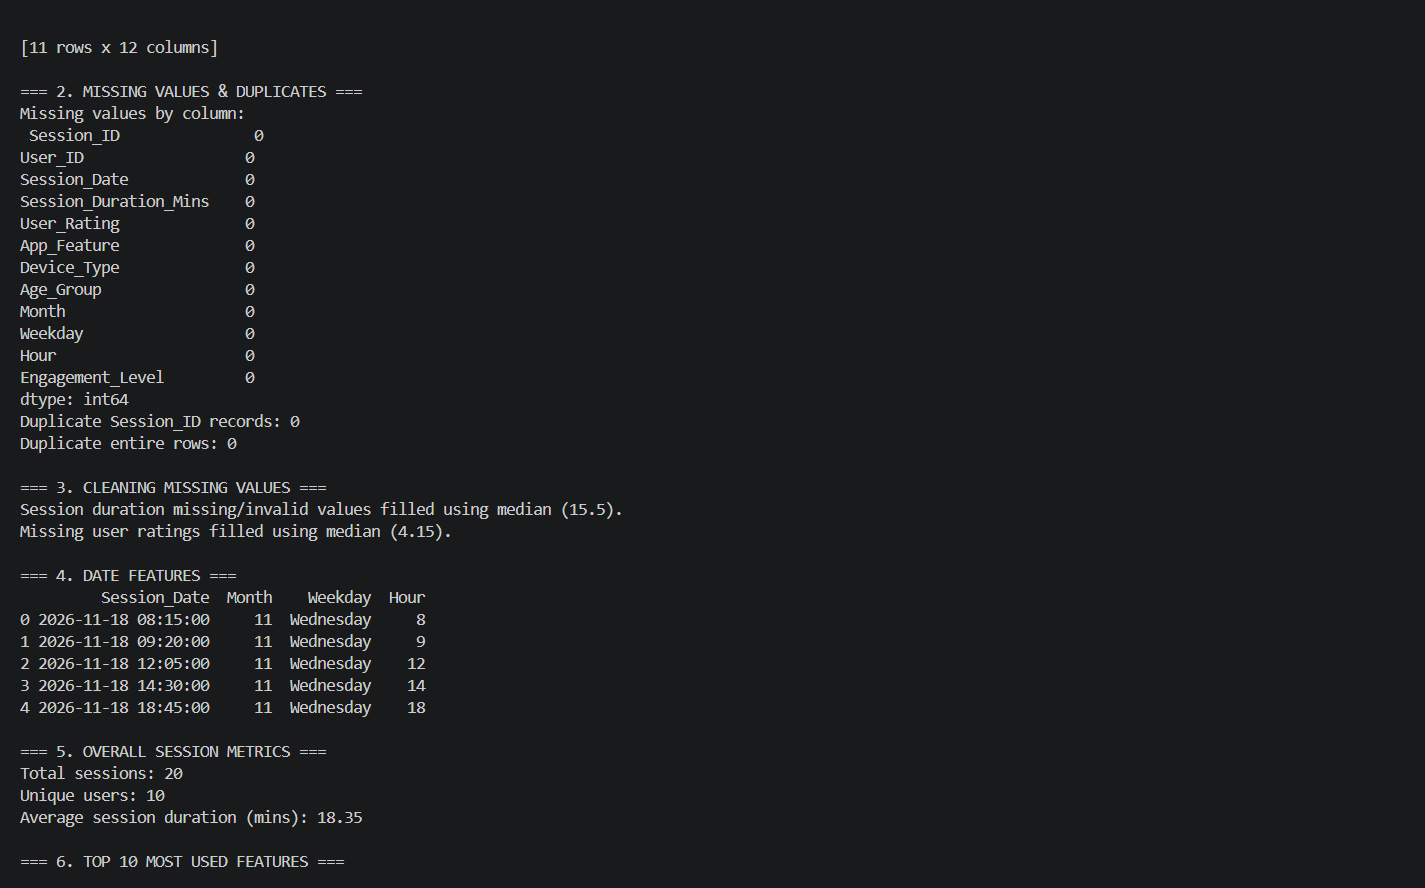 [11 rows x 12 columns]

=== 2. MISSING VALUES & DUPLICATES ===
Missing values by column:
 Session_ID               0
User_ID                  0
Session_Date             0
Session_Duration_Mins    0
User_Rating              0
App_Feature              0
Device_Type              0
Age_Group                0
Month                    0
Weekday                  0
Hour                     0
Engagement_Level         0
dtype: int64
Duplicate Session_ID records: 0
Duplicate entire rows: 0

=== 3. CLEANING MISSING VALUES ===
Session duration missing/invalid values filled using median (15.5).
Missing user ratings filled using median (4.15).

=== 4. DATE FEATURES ===
         Session_Date  Month    Weekday  Hour
0 2026-11-18 08:15:00     11  Wednesday     8
1 2026-11-18 09:20:00     11  Wednesday     9
2 2026-11-18 12:05:00     11  Wednesday    12
3 2026-11-18 14:30:00     11  Wednesday    14
4 2026-11-18 18:45:00     11  Wednesday    18

=== 5. OVERALL SESSION METRICS ===
Total sessions: 20
Unique users: 10
Average session duration (mins): 18.35

=== 6. TOP 10 MOST USED FEATURES ===